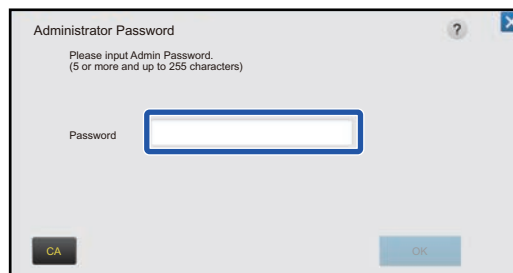 Administrator Password
?
Please input Admin Password.
(5 or more and up to 255 characters)
Password
CA
OK